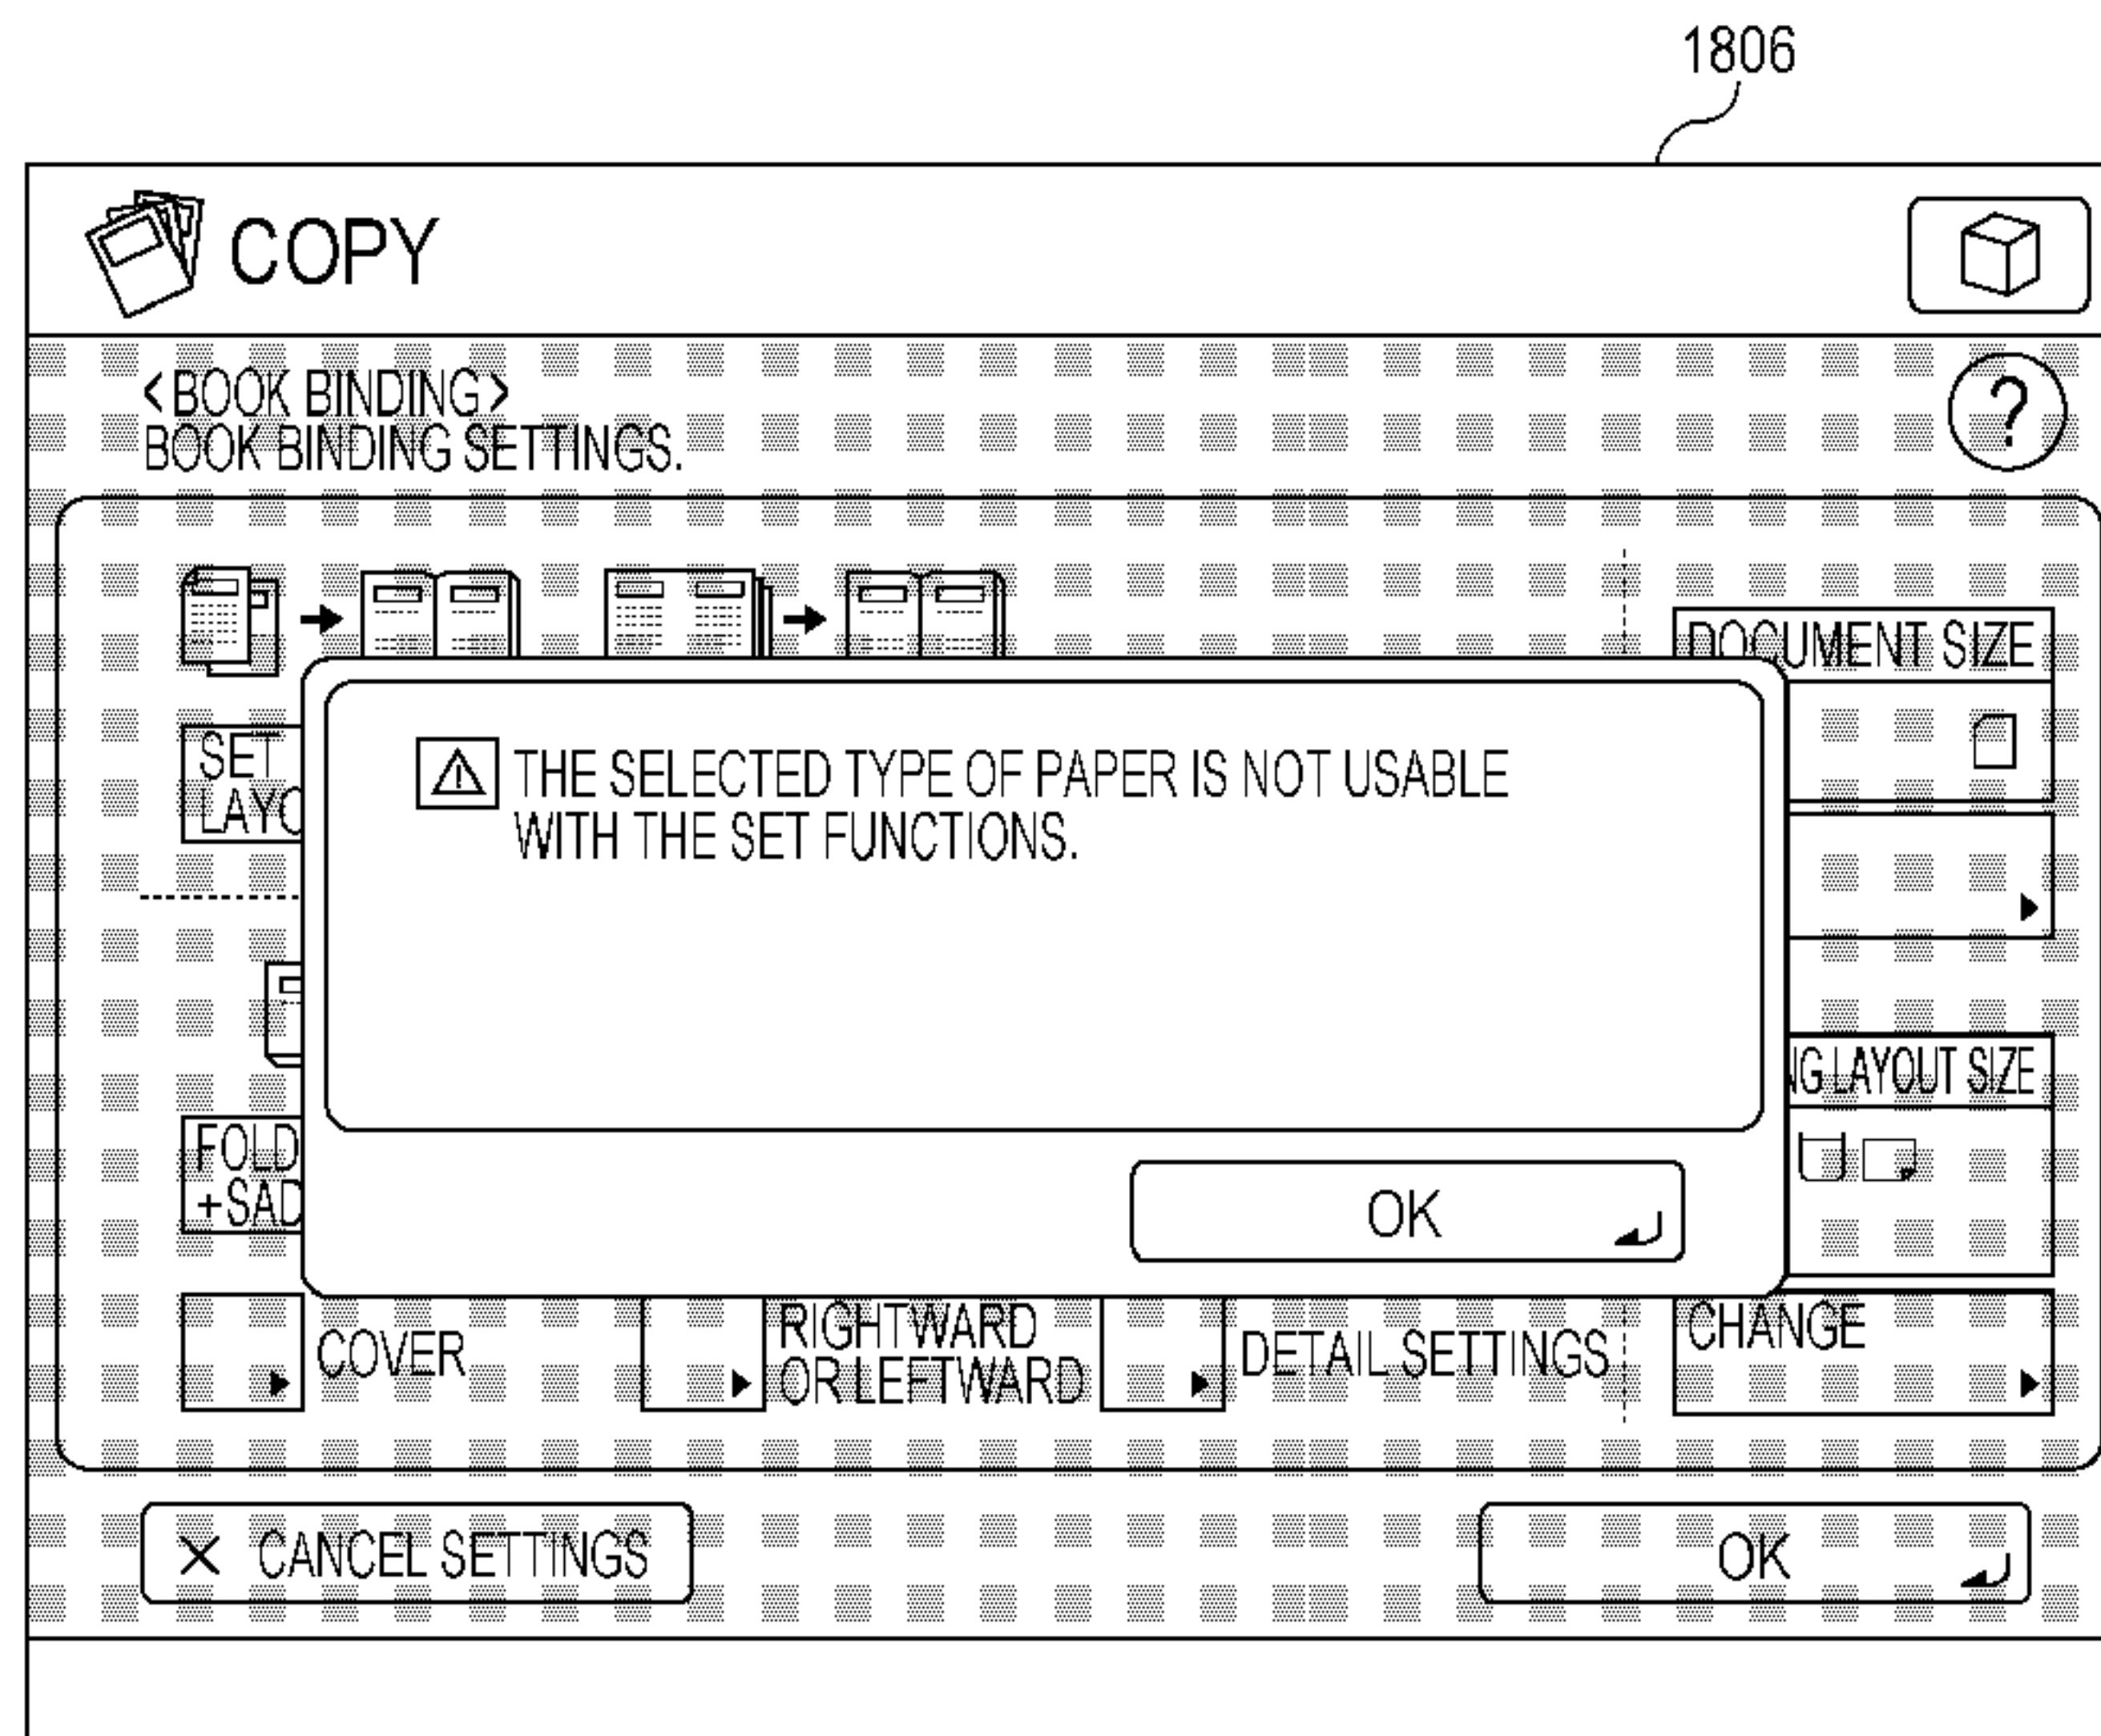 1806
COPY
?
<BOOK BINDING>
BOOK BINDING SETTINGS.
DOCUMENT SIZE
SET
THE SELECTED TYPE OF PAPER IS NOT USABLE
WITH THE SET FUNCTIONS.
LAYO
NG LAYOUT SIZE
FOLD
+SAD
OK
COVER
RIGHTWARD
OR LEFTWARD
DETAIL SETTINGS
CHANGE
× CANCEL SETTINGS
OK